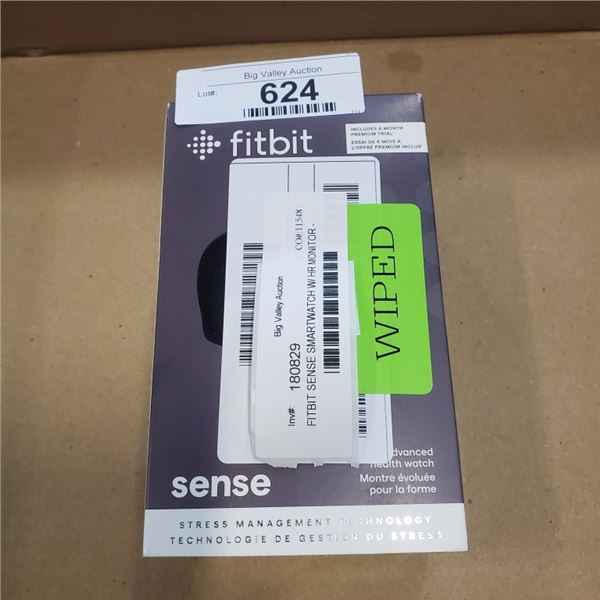 Big Valley Auction
Lot#: 624
fitbit
INCLUDES 6 MONTH
PREMIUM TRIAL*
ESSAI DE 6 MOIS À
L'OFFRE PREMIUM INCLUS*
CO#:11548
Big Valley Auction
Inv#: 180829
FITBIT SENSE SMARTWATCH W/ HR MONITOR -
WIPED
sense
advanced
health watch
Montre évoluée
pour la forme
STRESS MANAGEMENT TECHNOLOGY
TECHNOLOGIE DE GESTION DU STRESS